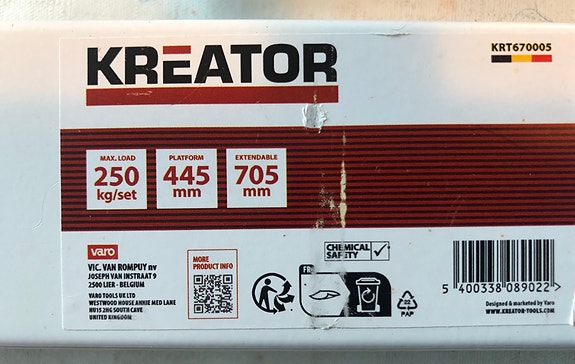 KREATOR
KRT670005
MAX. LOAD
250
kg/set
PLATFORM
445
mm
EXTENDABLE
705
mm
varo
VIC. VAN ROMPUY nv
JOSEPH VAN INSTRAAT 9
2500 LIER - BELGIUM
VARO TOOLS UK LTD
WESTWOOD HOUSE ANNIE MED LANE
HU15 2HG SOUTH CAVE
UNITED KINGDOM
MORE
PRODUCT INFO
CHEMICAL
SAFETY
FR
22
PAP
5 400338 089022 >
Designed & marketed by Varo
WWW.KREATOR-TOOLS.COM